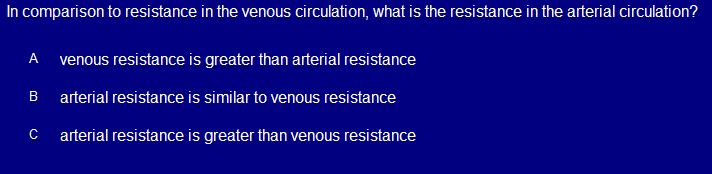 In comparison to resistance in the venous circulation, what is the resistance in the arterial circulation?
A venous resistance is greater than arterial resistance
B arterial resistance is similar to venous resistance
C arterial resistance is greater than venous resistance